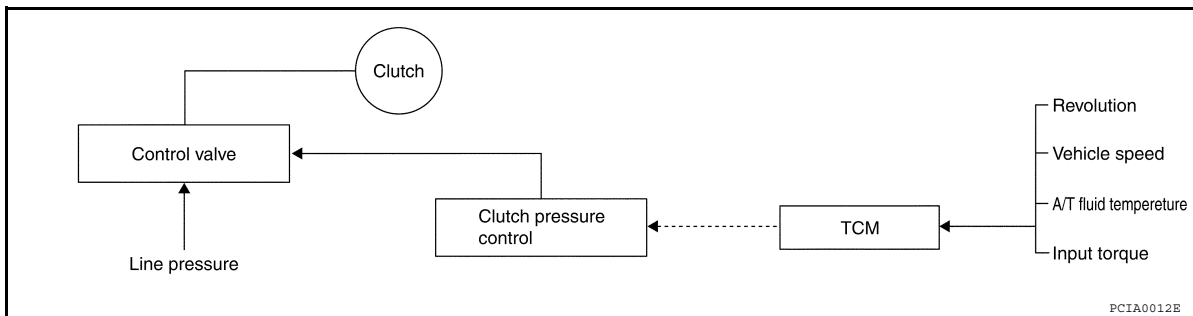 Clutch
Control valve
Line pressure
Clutch pressure
control
TCM
Revolution
Vehicle speed
A/T fluid tempereture
Input torque
PCIA0012E